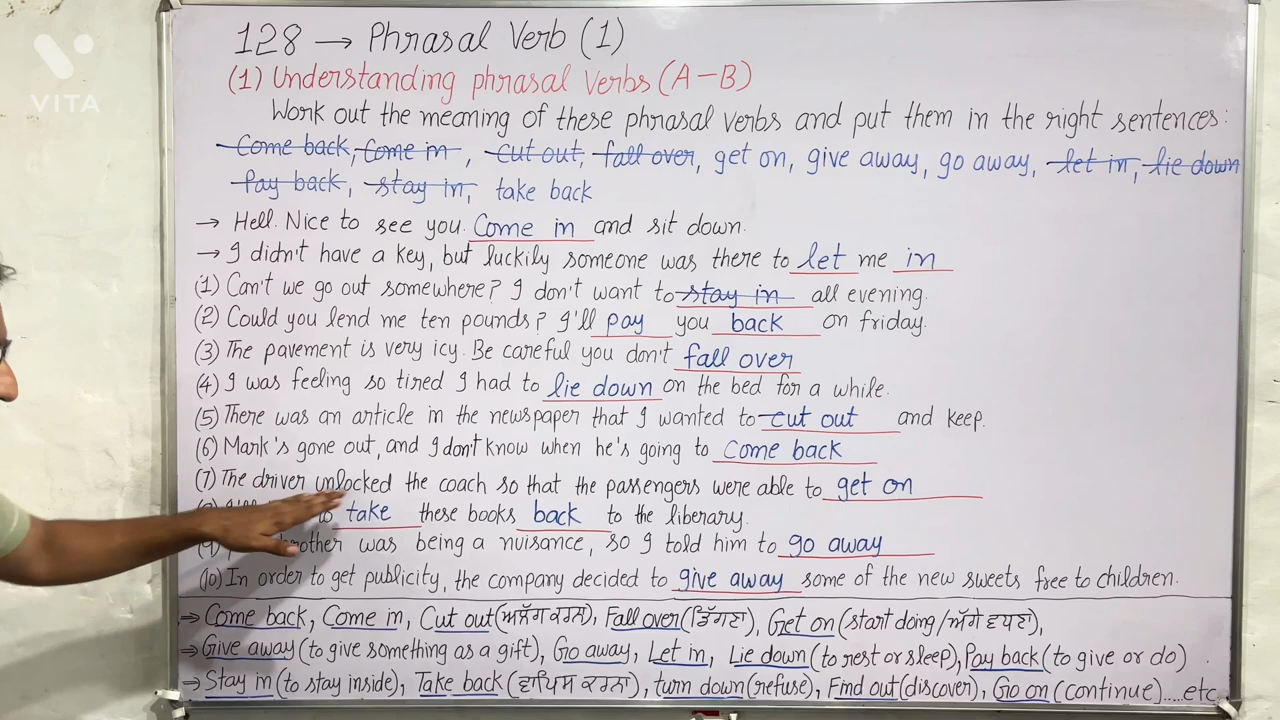 VITA
128 → Phrasal Verb (1)
(1) Understanding phrasal Verbs (A-B)
Work out the meaning of these phrasal verbs and put them in the right sentences:
Come back, Come in, cut out, fall over, get on, give away, go away, let in, lie down
Pay back, stay in, take back
→ Hell. Nice to see you. Come in and sit down.
→ I didn't have a key, but luckily someone was there to let me in
(1) Can't we go out somewhere? I don't want to stay in all evening.
(2) Could you lend me ten pounds? I'll pay you back on friday.
(3) The pavement is very icy. Be careful you don't fall over
(4) I was feeling so tired I had to lie down on the bed for a while.
(5) There was an article in the newspaper that I wanted to cut out and keep.
(6) Mark's gone out, and I don't know when he's going to Come back
(7) The driver unlocked the coach so that the passengers were able to get on
take these books back to the liberary.
brother was being a nuisance, so I told him to go away
(10) In order to get publicity, the company decided to give away some of the new sweets free to children.
→ Come back, Come in, Cut out (ਅਲੱਗ ਕਰਨਾ), Fall over (ਡਿੱਗਣਾ), Get on (start doing/ਅੱਗੇ ਵਧਣਾ),
→ Give away (to give something as a gift), Go away, Let in, Lie down (to rest or sleep), Pay back (to give or do)
→ Stay in (to stay inside), Take back (ਵਾਪਿਸ ਕਰਨਾ), turn down (refuse), Find out (discover), Go on (continue)....etc.